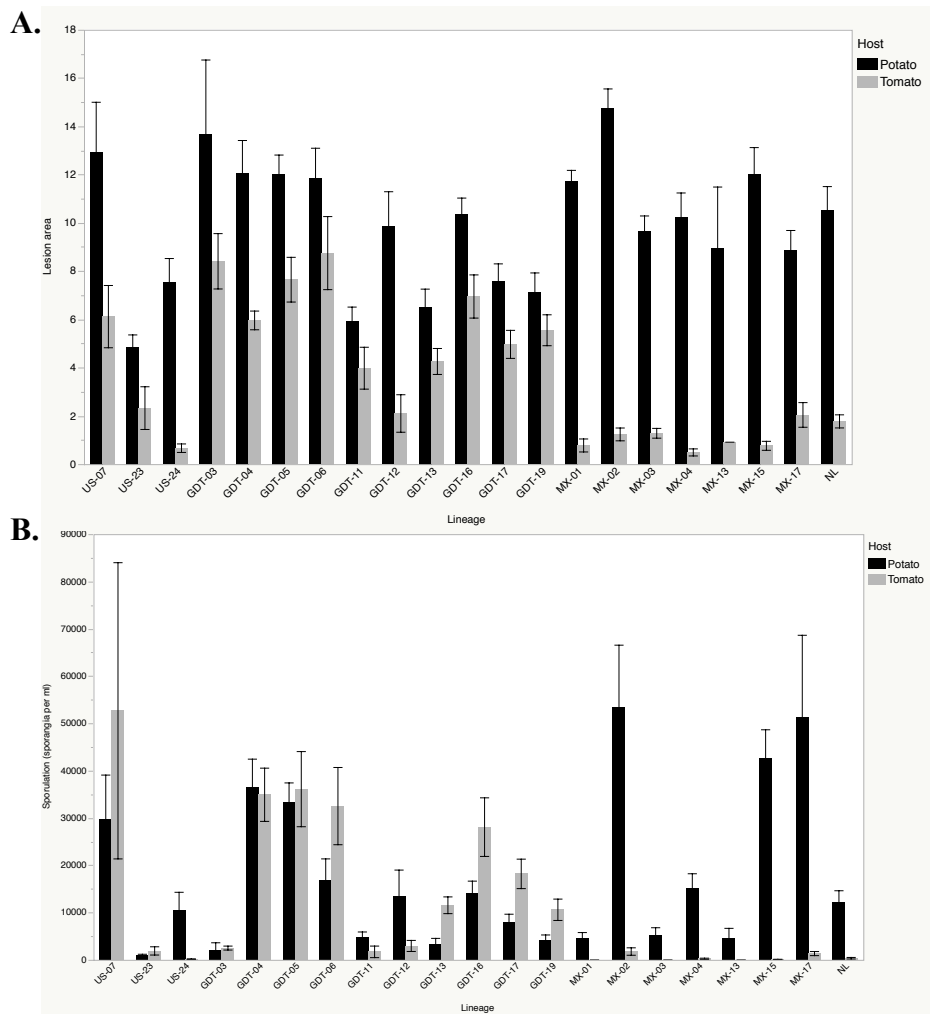 A.
18
16
14
12
10
8
6
4
2
0
Lesion area
US-07 US-23 US-24 GDT-03 GDT-04 GDT-05 GDT-06 GDT-11 GDT-12 GDT-13 GDT-16 GDT-17 GDT-19 MX-01 MX-02 MX-03 MX-04 MX-13 MX-15 MX-17 NL
Lineage
Host
Potato
Tomato
B.
90000
80000
70000
60000
50000
40000
30000
20000
10000
0
Sporulation (sporangia per ml)
US-07 US-23 US-24 GDT-03 GDT-04 GDT-05 GDT-06 GDT-11 GDT-12 GDT-13 GDT-16 GDT-17 GDT-19 MX-01 MX-02 MX-03 MX-04 MX-13 MX-15 MX-17 NL
Lineage
Host
Potato
Tomato